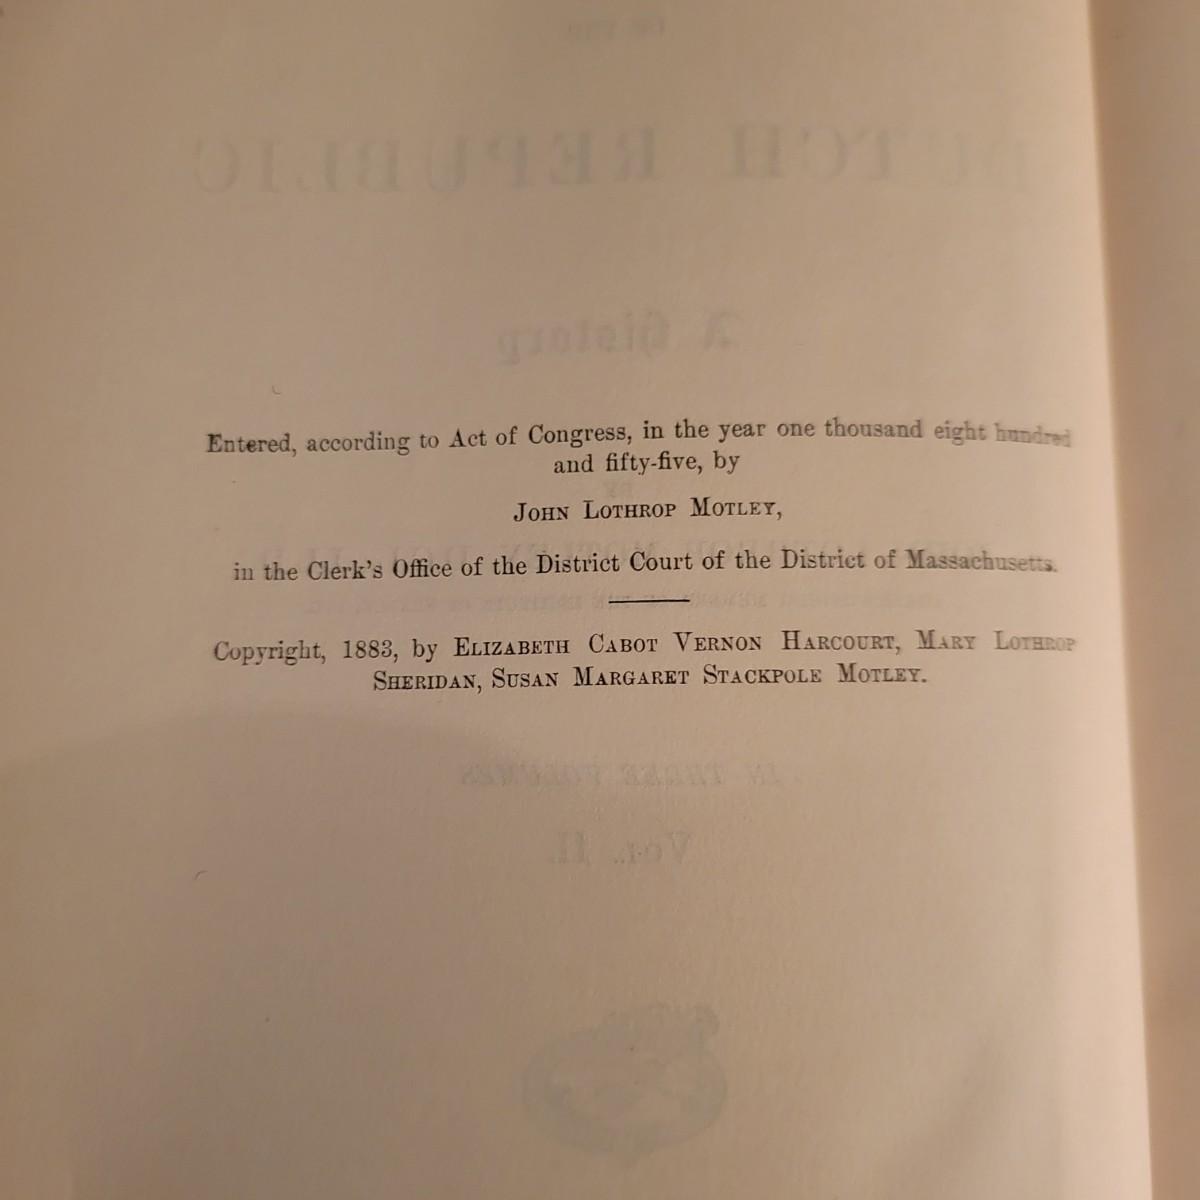 Entered, according to Act of Congress, in the year one thousand eight hundred
and fifty-five, by
JOHN LOTHROP MOTLEY,
in the Clerk's Office of the District Court of the District of Massachusetts.
Copyright, 1883, by ELIZABETH CABOT VERNON HARCOURT, MARY LOTHROP
SHERIDAN, SUSAN MARGARET STACKPOLE MOTLEY.